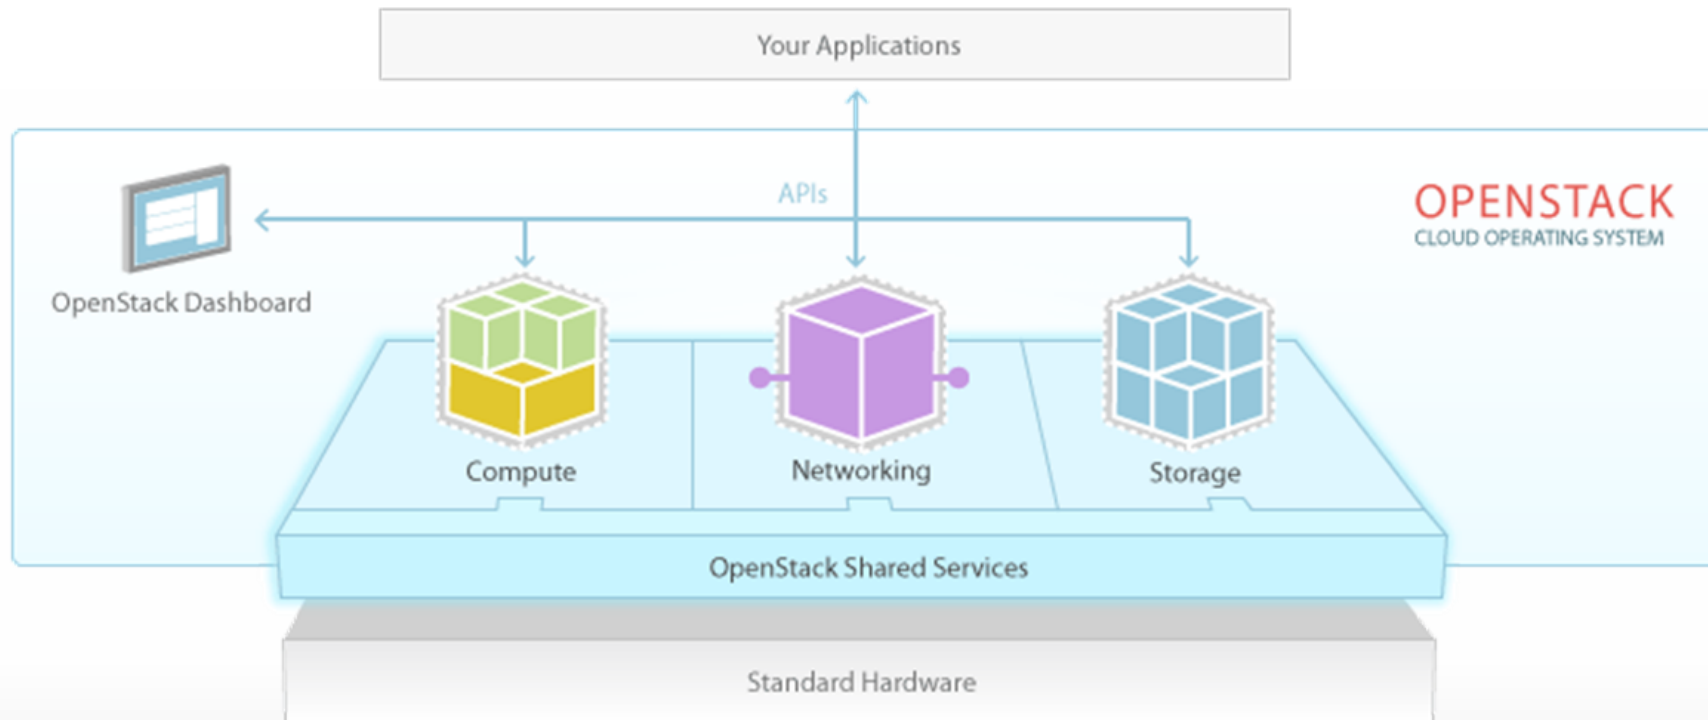 Your Applications
APIs
OPENSTACK
CLOUD OPERATING SYSTEM
OpenStack Dashboard
Compute
Networking
Storage
OpenStack Shared Services
Standard Hardware